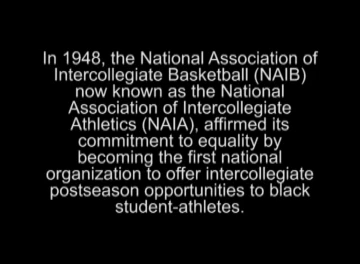 In 1948, the National Association of
Intercollegiate Basketball (NAIB)
now known as the National
Association of Intercollegiate
Athletics (NAIA), affirmed its
commitment to equality by
becoming the first national
organization to offer intercollegiate
postseason opportunities to black
student-athletes.